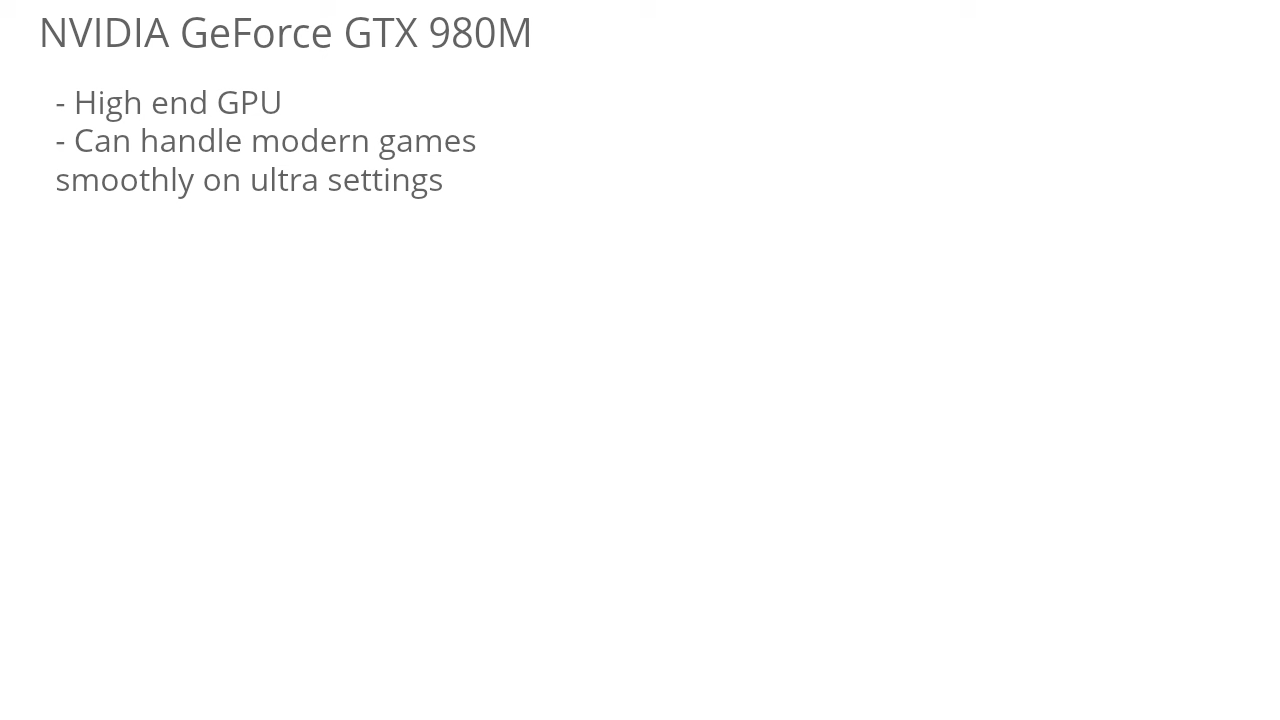 NVIDIA GeForce GTX 980M
- High end GPU
- Can handle modern games
smoothly on ultra settings